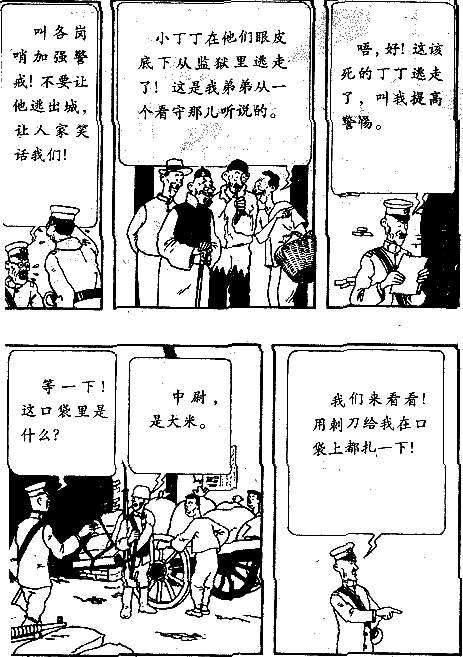 叫各岗
哨加强警
戒！不要让
他逃出城，
让人家笑
话我们！
小丁丁在他们眼皮
底下从监狱里逃走
了！这是我弟弟从一
个看守那儿听说的。
唔，好！这该
死的丁丁逃走
了，叫我提高
警惕。
等一下！
这口袋里是
什么？
中尉，
是大米。
我们来看看！
用刺刀给我在口
袋上都扎一下！